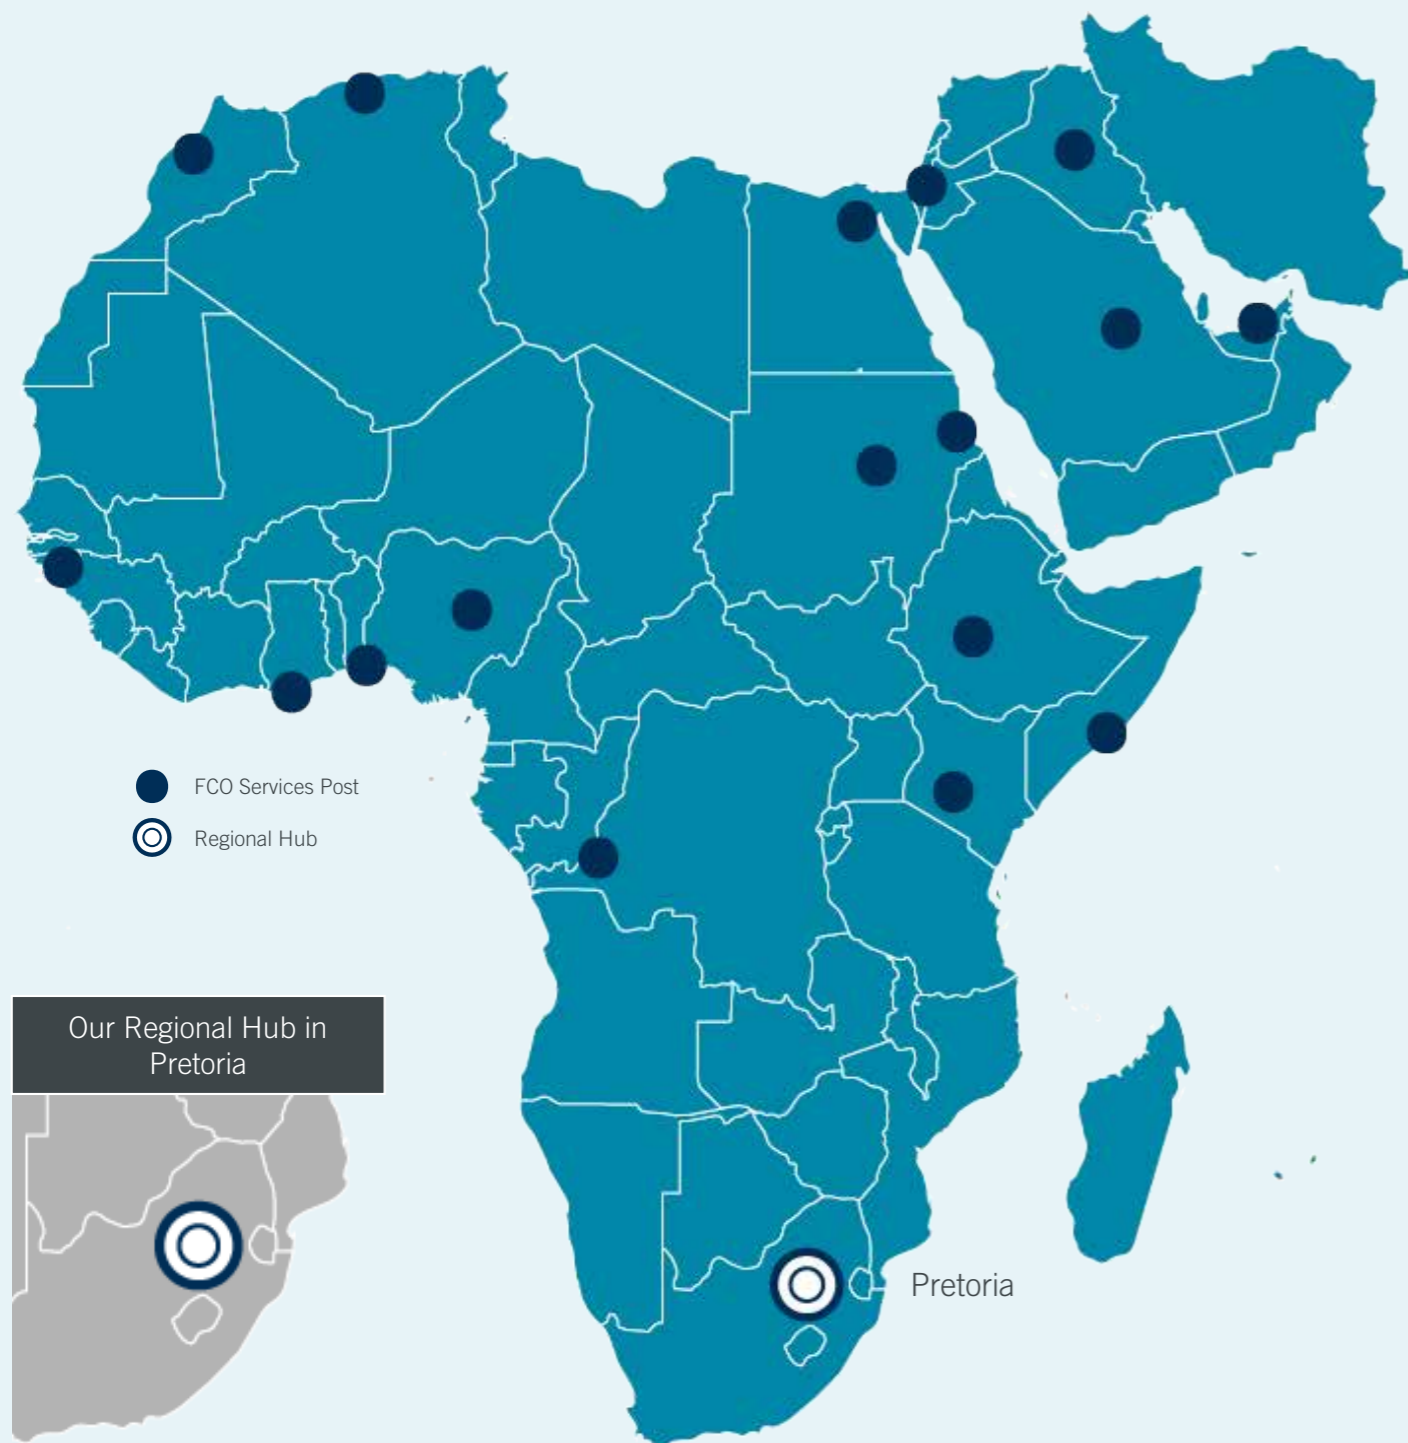 FCO Services Post
Regional Hub
Our Regional Hub in
Pretoria
Pretoria